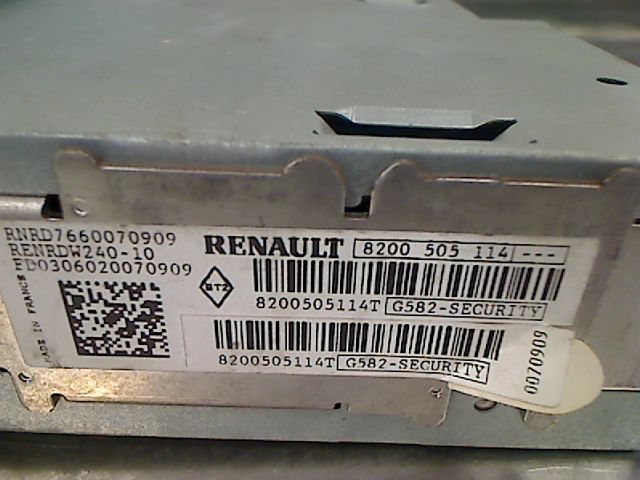 RNRD7660070909
RENRDW240-10
FD0306020070909
MADE IN FRANCE
RENAULT 8200 505 114 ---
BTZ
8200505114T G582-SECURITY
8200505114T G582-SECURITY
0070909